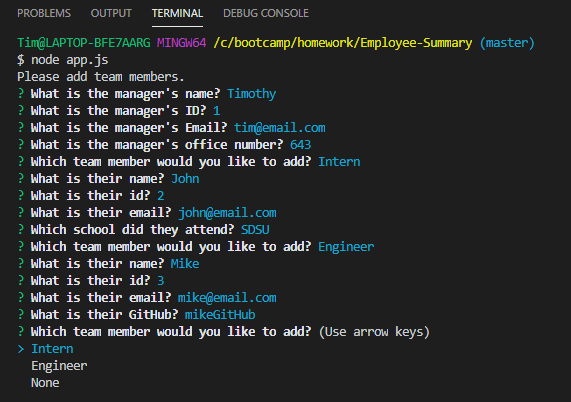 PROBLEMS OUTPUT TERMINAL DEBUG CONSOLE
Tim@LAPTOP-BFE7AARG MINGW64 /c/bootcamp/homework/Employee-Summary (master)
$ node app.js
Please add team members.
? What is the manager's name? Timothy
? What is the manager's ID? 1
? What is the manager's Email? tim@email.com
? What is the manager's office number? 643
? Which team member would you like to add? Intern
? What is their name? John
? What is their id? 2
? What is their email? john@email.com
? Which school did they attend? SDSU
? Which team member would you like to add? Engineer
? What is their name? Mike
? What is their id? 3
? What is their email? mike@email.com
? What is their GitHub? mikeGitHub
? Which team member would you like to add? (Use arrow keys)
> Intern
Engineer
None